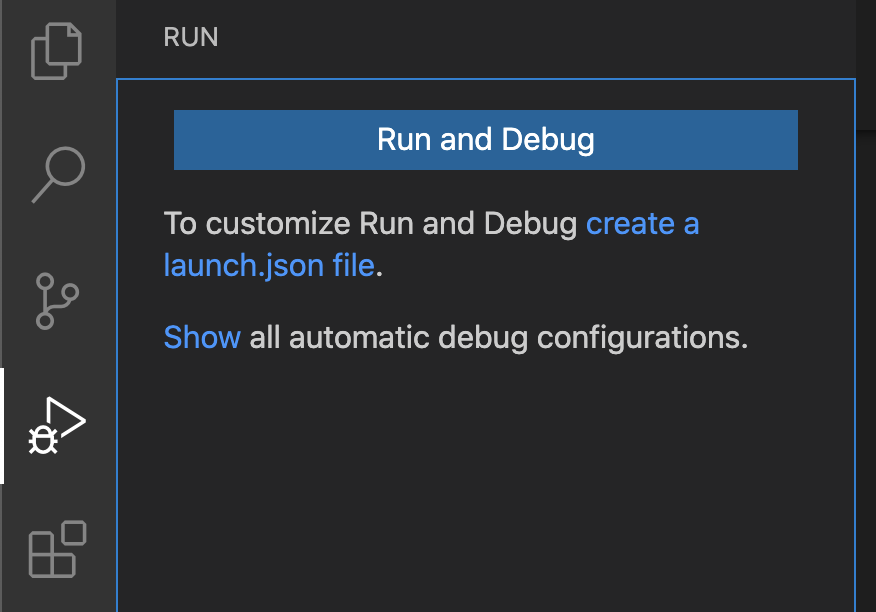 RUN
Run and Debug
To customize Run and Debug create a
launch.json file.
Show all automatic debug configurations.